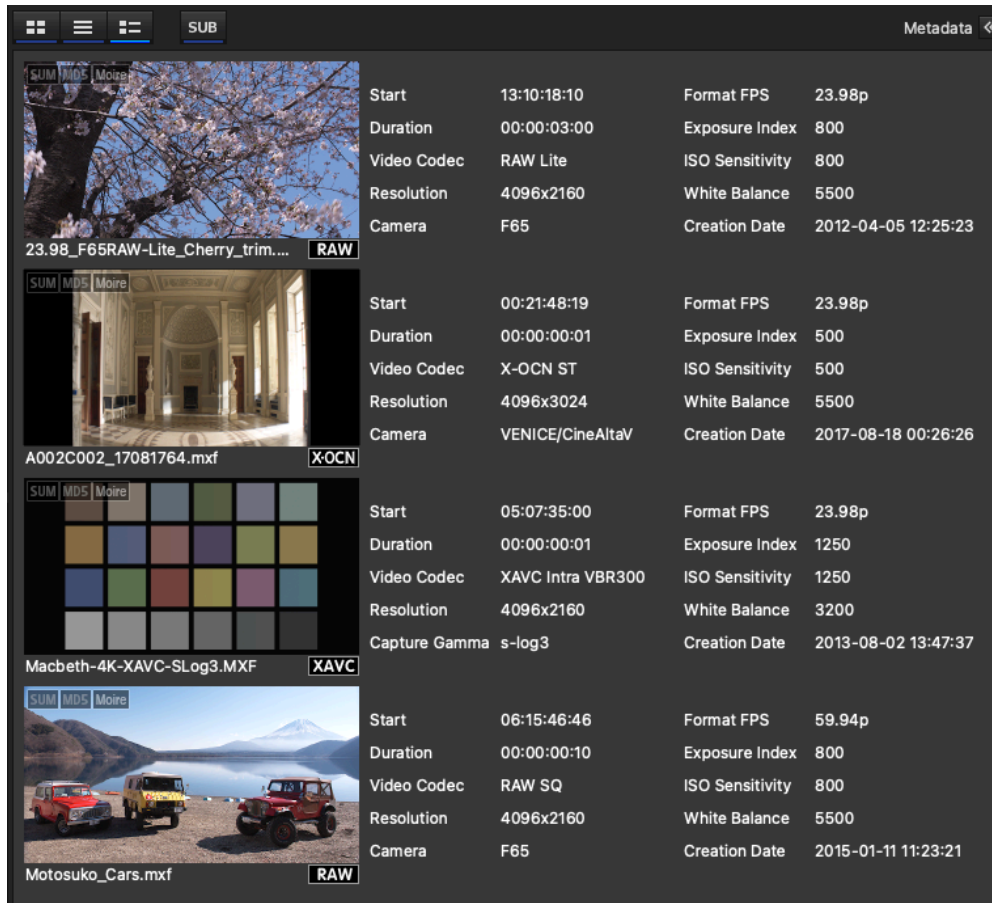 SUB
Metadata
SUM MD5 Moire
Start 13:10:18:10 Format FPS 23.98p
Duration 00:00:03:00 Exposure Index 800
Video Codec RAW Lite ISO Sensitivity 800
Resolution 4096x2160 White Balance 5500
Camera F65 Creation Date 2012-04-05 12:25:23
23.98_F65RAW-Lite_Cherry_trim.... RAW
SUM MD5 Moire
Start 00:21:48:19 Format FPS 23.98p
Duration 00:00:00:01 Exposure Index 500
Video Codec X-OCN ST ISO Sensitivity 500
Resolution 4096x3024 White Balance 5500
Camera VENICE/CineAltaV Creation Date 2017-08-18 00:26:26
A002C002_17081764.mxf X-OCN
SUM MD5 Moire
Start 05:07:35:00 Format FPS 23.98p
Duration 00:00:00:01 Exposure Index 1250
Video Codec XAVC Intra VBR300 ISO Sensitivity 1250
Resolution 4096x2160 White Balance 3200
Capture Gamma s-log3 Creation Date 2013-08-02 13:47:37
Macbeth-4K-XAVC-SLog3.MXF XAVC
SUM MD5 Moire
Start 06:15:46:46 Format FPS 59.94p
Duration 00:00:00:10 Exposure Index 800
Video Codec RAW SQ ISO Sensitivity 800
Resolution 4096x2160 White Balance 5500
Camera F65 Creation Date 2015-01-11 11:23:21
Motosuko_Cars.mxf RAW